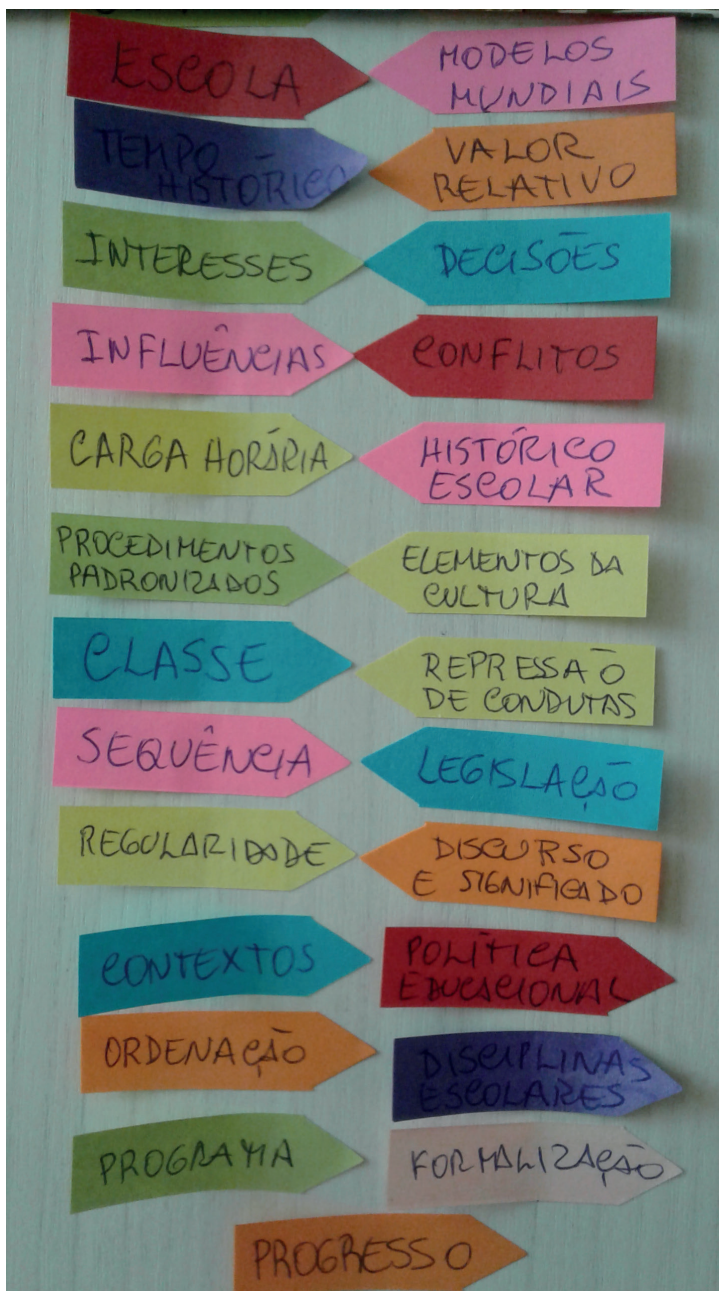 ESCOLA
MODELOS
MUNDIAIS
TEMPO
HISTÓRICO
VALOR
RELATIVO
INTERESSES
DECISÕES
INFLUÊNCIAS
CONFLITOS
CARGA HORÁRIA
HISTÓRICO
ESCOLAR
PROCEDIMENTOS
PADRONIZADOS
ELEMENTOS DA
CULTURA
CLASSE
REPRESSÃO
DE CONDUTAS
SEQUÊNCIA
LEGISLAÇÃO
REGULARIDADE
DISCURSO
E SIGNIFICADO
CONTEXTOS
POLÍTICA
EDUCACIONAL
ORDENAÇÃO
DISCIPLINAS
ESCOLARES
PROGRAMA
FORMALIZAÇÃO
PROGRESSO